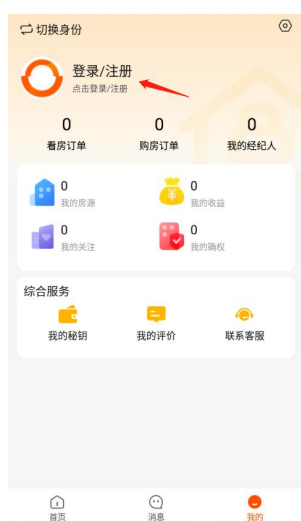 切换身份
登录/注册
点击登录/注册
0 0 0
看房订单 购房订单 我的经纪人
0 0
我的房源 我的收益
0 0
我的关注 我的确权
综合服务
我的秘钥 我的评价 联系客服
首页 消息 我的